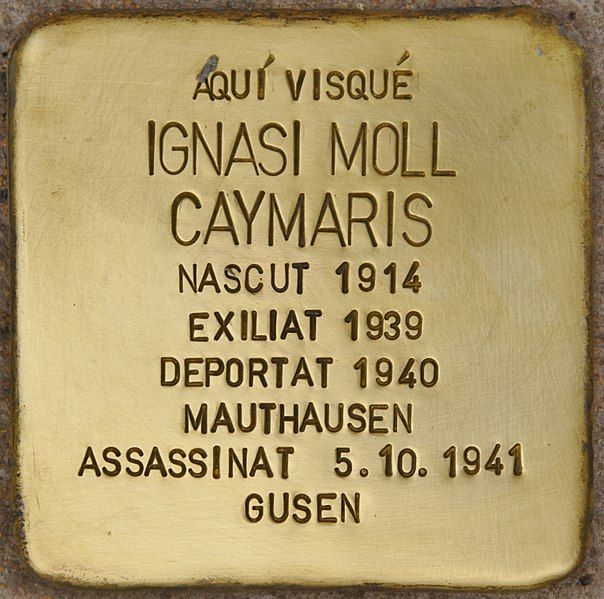 AQUÍ VISQUÉ
IGNASI MOLL
CAYMARIS
NASCUT 1914
EXILIAT 1939
DEPORTAT 1940
MAUTHAUSEN
ASSASSINAT 5.10.1941
GUSEN